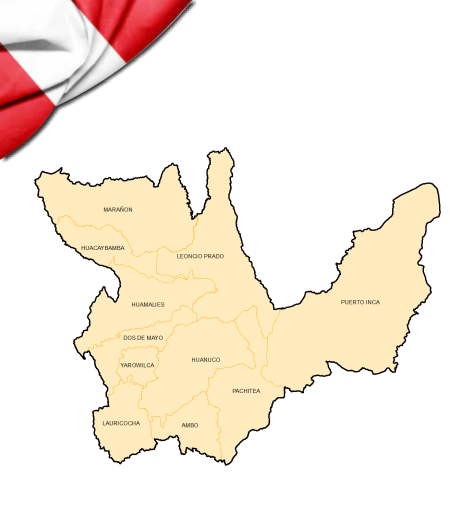 MARAÑON
HUACAYBAMBA
LEONCIO PRADO
HUAMALIES
PUERTO INCA
DOS DE MAYO
YAROWILCA
HUANUCO
PACHITEA
LAURICOCHA
AMBO